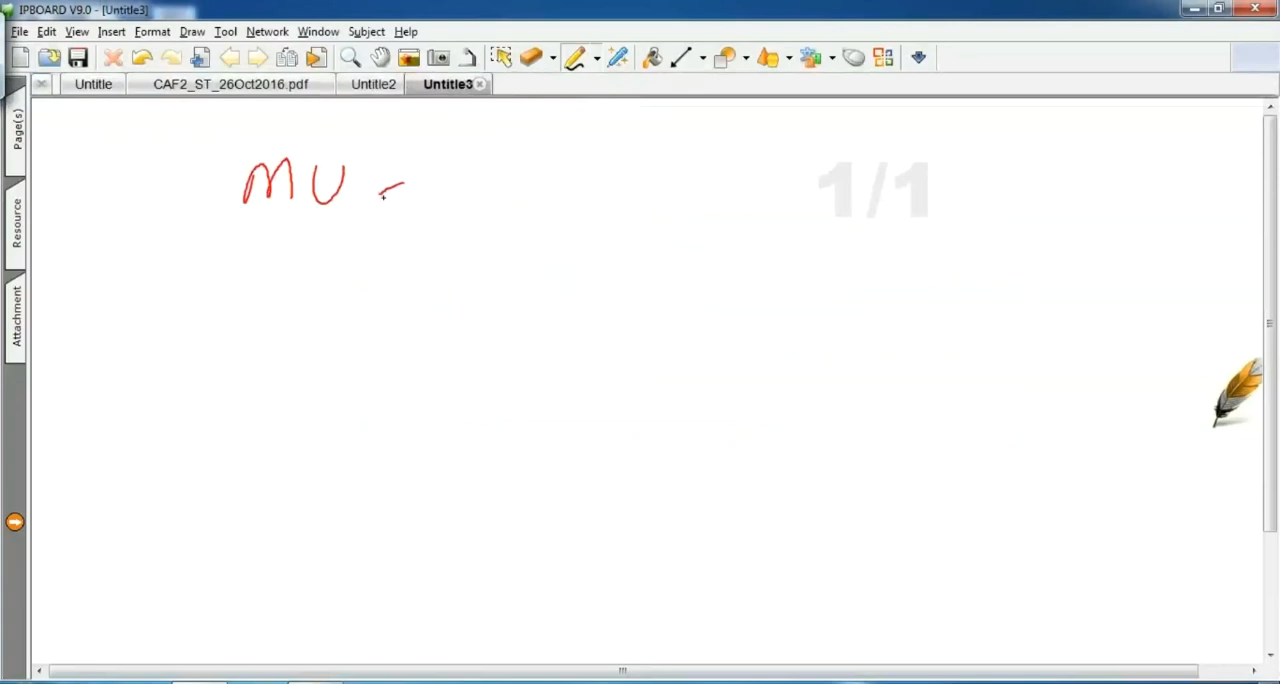 IPBOARD V9.0 - [Untitle3]
File Edit View Insert Format Draw Tool Network Window Subject Help
Untitle CAF2_ST_26Oct2016.pdf Untitle2 Untitle3
Page(s)
Resource
Attachment
MU -
1/1